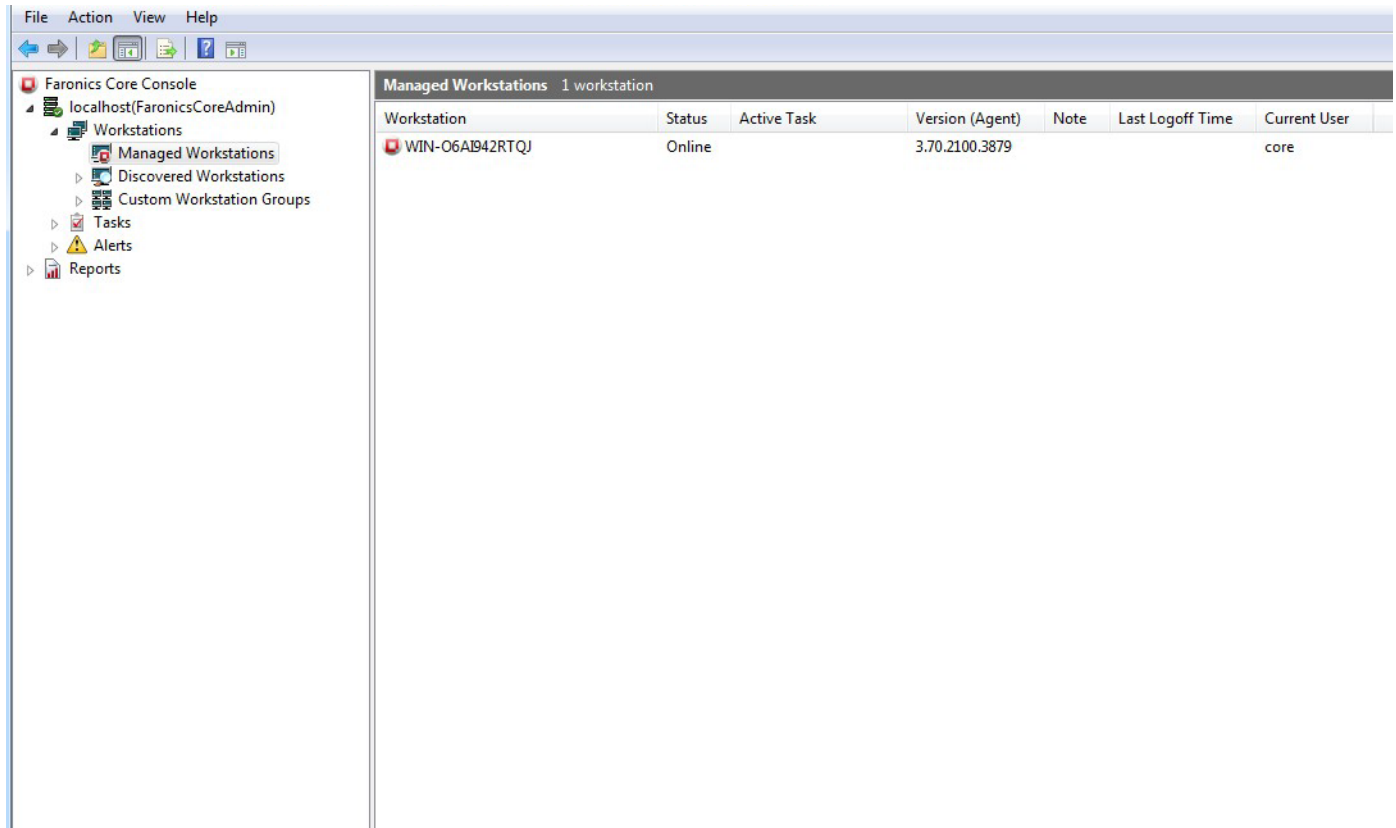 File Action View Help
Faronics Core Console
localhost(FaronicsCoreAdmin)
Workstations
Managed Workstations
Discovered Workstations
Custom Workstation Groups
Tasks
Alerts
Reports
Managed Workstations 1 workstation
Workstation Status Active Task Version (Agent) Note Last Logoff Time Current User
WIN-O6AI942RTQJ Online 3.70.2100.3879 core